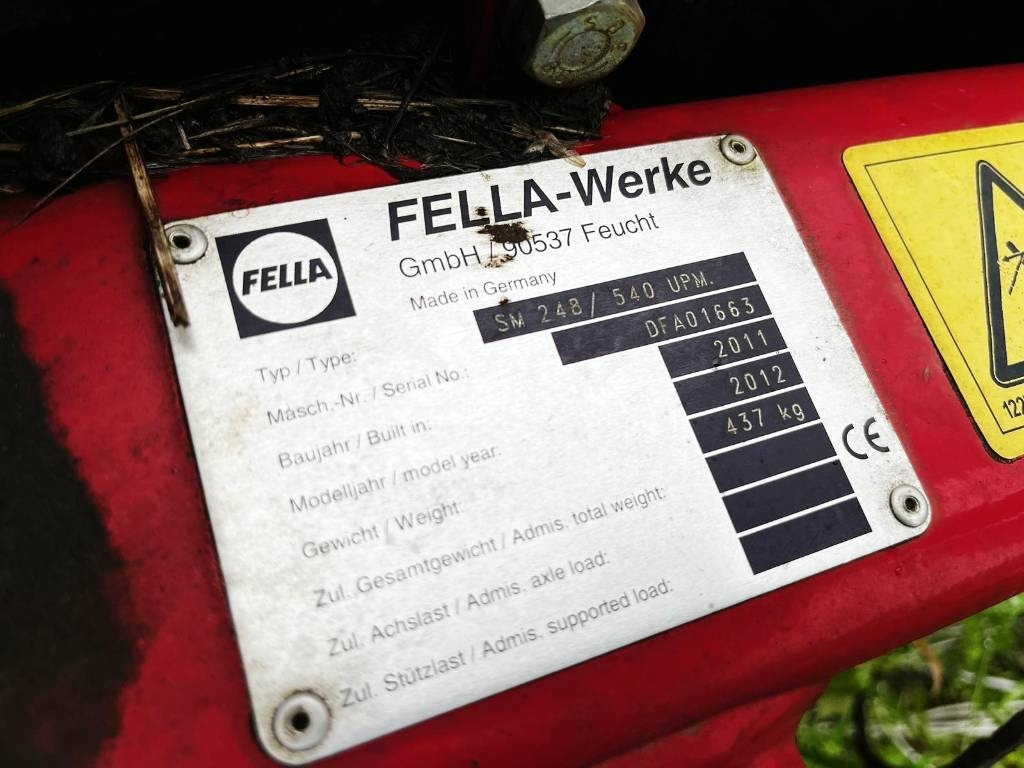 FELLA
FELLA-Werke
GmbH / 90537 Feucht
Made in Germany
Typ / Type: SM 248/ 540 UPM.
Masch.-Nr. / Serial No.: DFA01663
Baujahr / Built in: 2011
Modelljahr / model year: 2012
Gewicht / Weight: 437 kg
Zul. Gesamtgewicht / Admis. total weight:
Zul. Achslast / Admis. axle load:
Zul. Stützlast / Admis. supported load:
CE